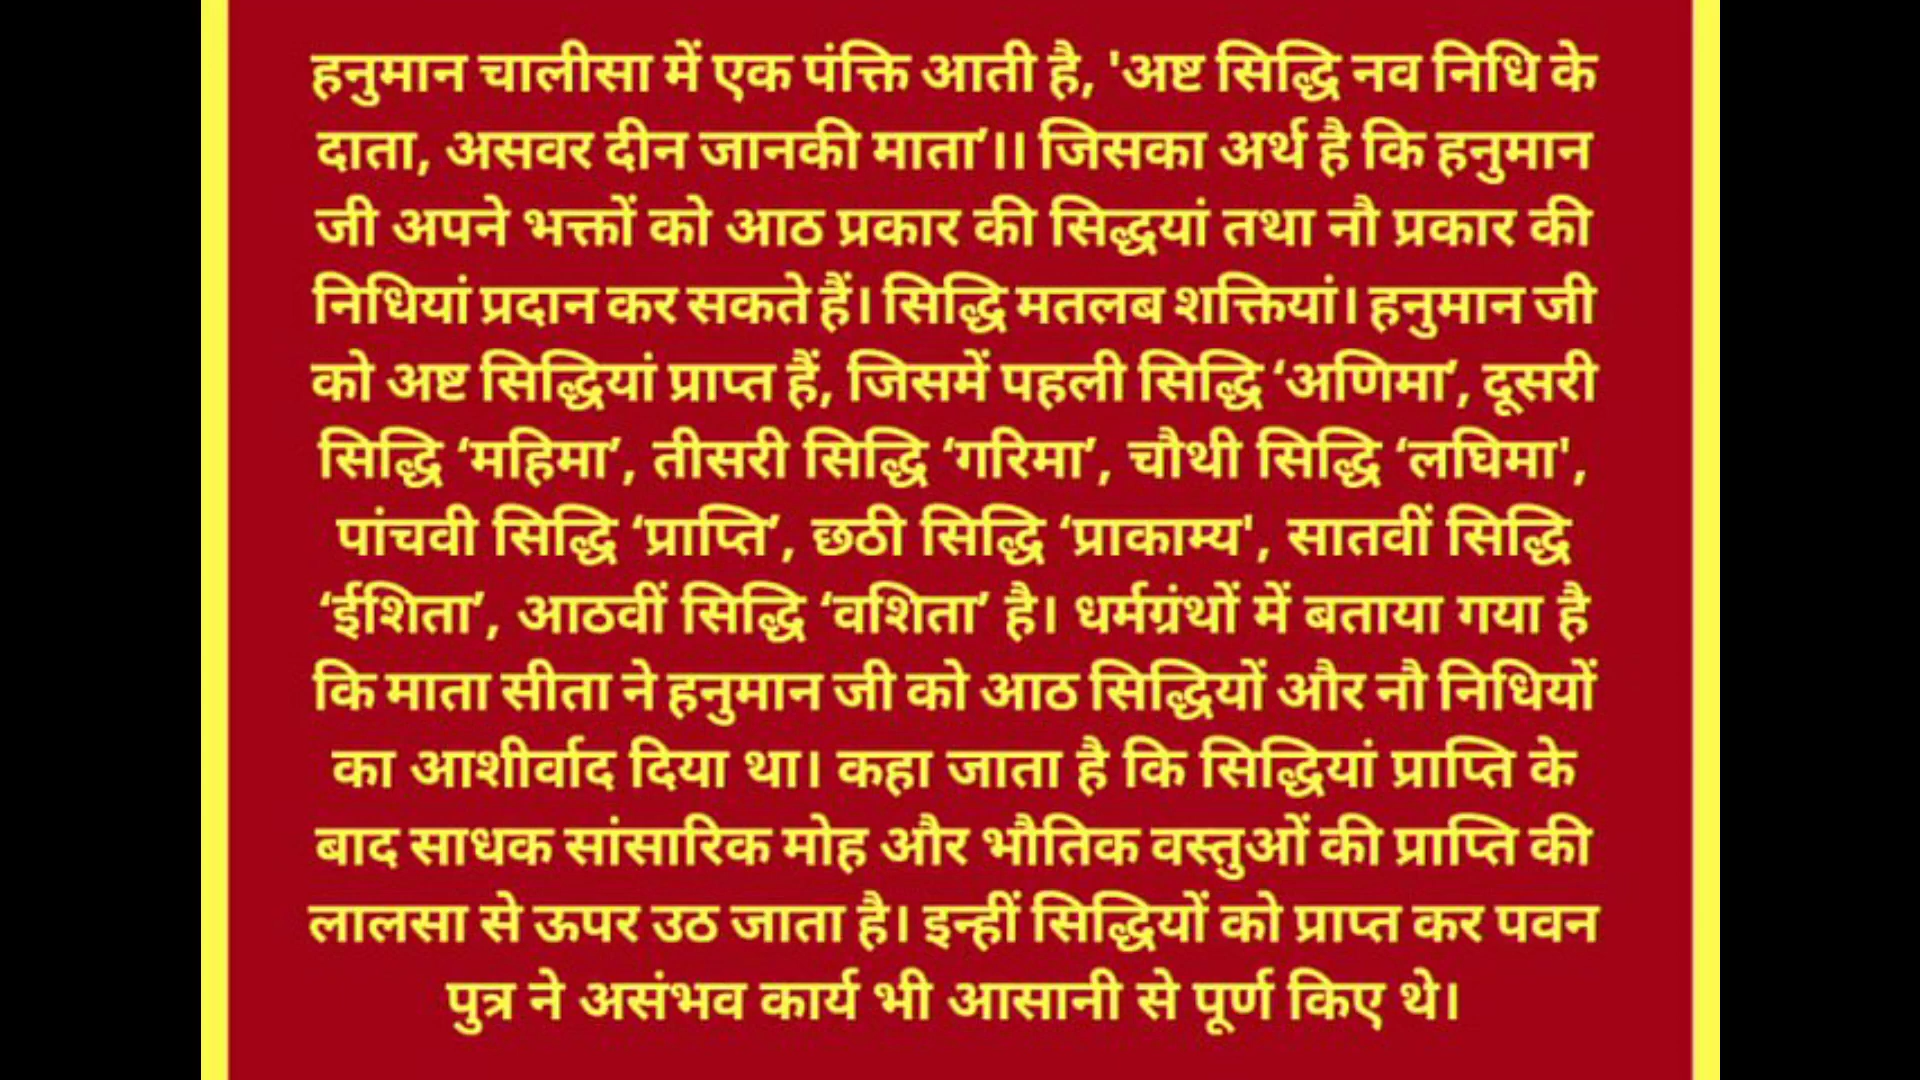 हनुमान चालीसा में एक पंक्ति आती है, 'अष्ट सिद्धि नव निधि के
दाता, असवर दीन जानकी माता’।। जिसका अर्थ है कि हनुमान
जी अपने भक्तों को आठ प्रकार की सिद्धयां तथा नौ प्रकार की
निधियां प्रदान कर सकते हैं। सिद्धि मतलब शक्तियां। हनुमान जी
को अष्ट सिद्धियां प्राप्त हैं, जिसमें पहली सिद्धि ‘अणिमा’, दूसरी
सिद्धि ‘महिमा’, तीसरी सिद्धि ‘गरिमा’, चौथी सिद्धि ‘लघिमा',
पांचवी सिद्धि ‘प्राप्ति’, छठी सिद्धि ‘प्राकाम्य', सातवीं सिद्धि
‘ईशिता’, आठवीं सिद्धि ‘वशिता’ है। धर्मग्रंथों में बताया गया है
कि माता सीता ने हनुमान जी को आठ सिद्धियों और नौ निधियों
का आशीर्वाद दिया था। कहा जाता है कि सिद्धियां प्राप्ति के
बाद साधक सांसारिक मोह और भौतिक वस्तुओं की प्राप्ति की
लालसा से ऊपर उठ जाता है। इन्हीं सिद्धियों को प्राप्त कर पवन
पुत्र ने असंभव कार्य भी आसानी से पूर्ण किए थे।